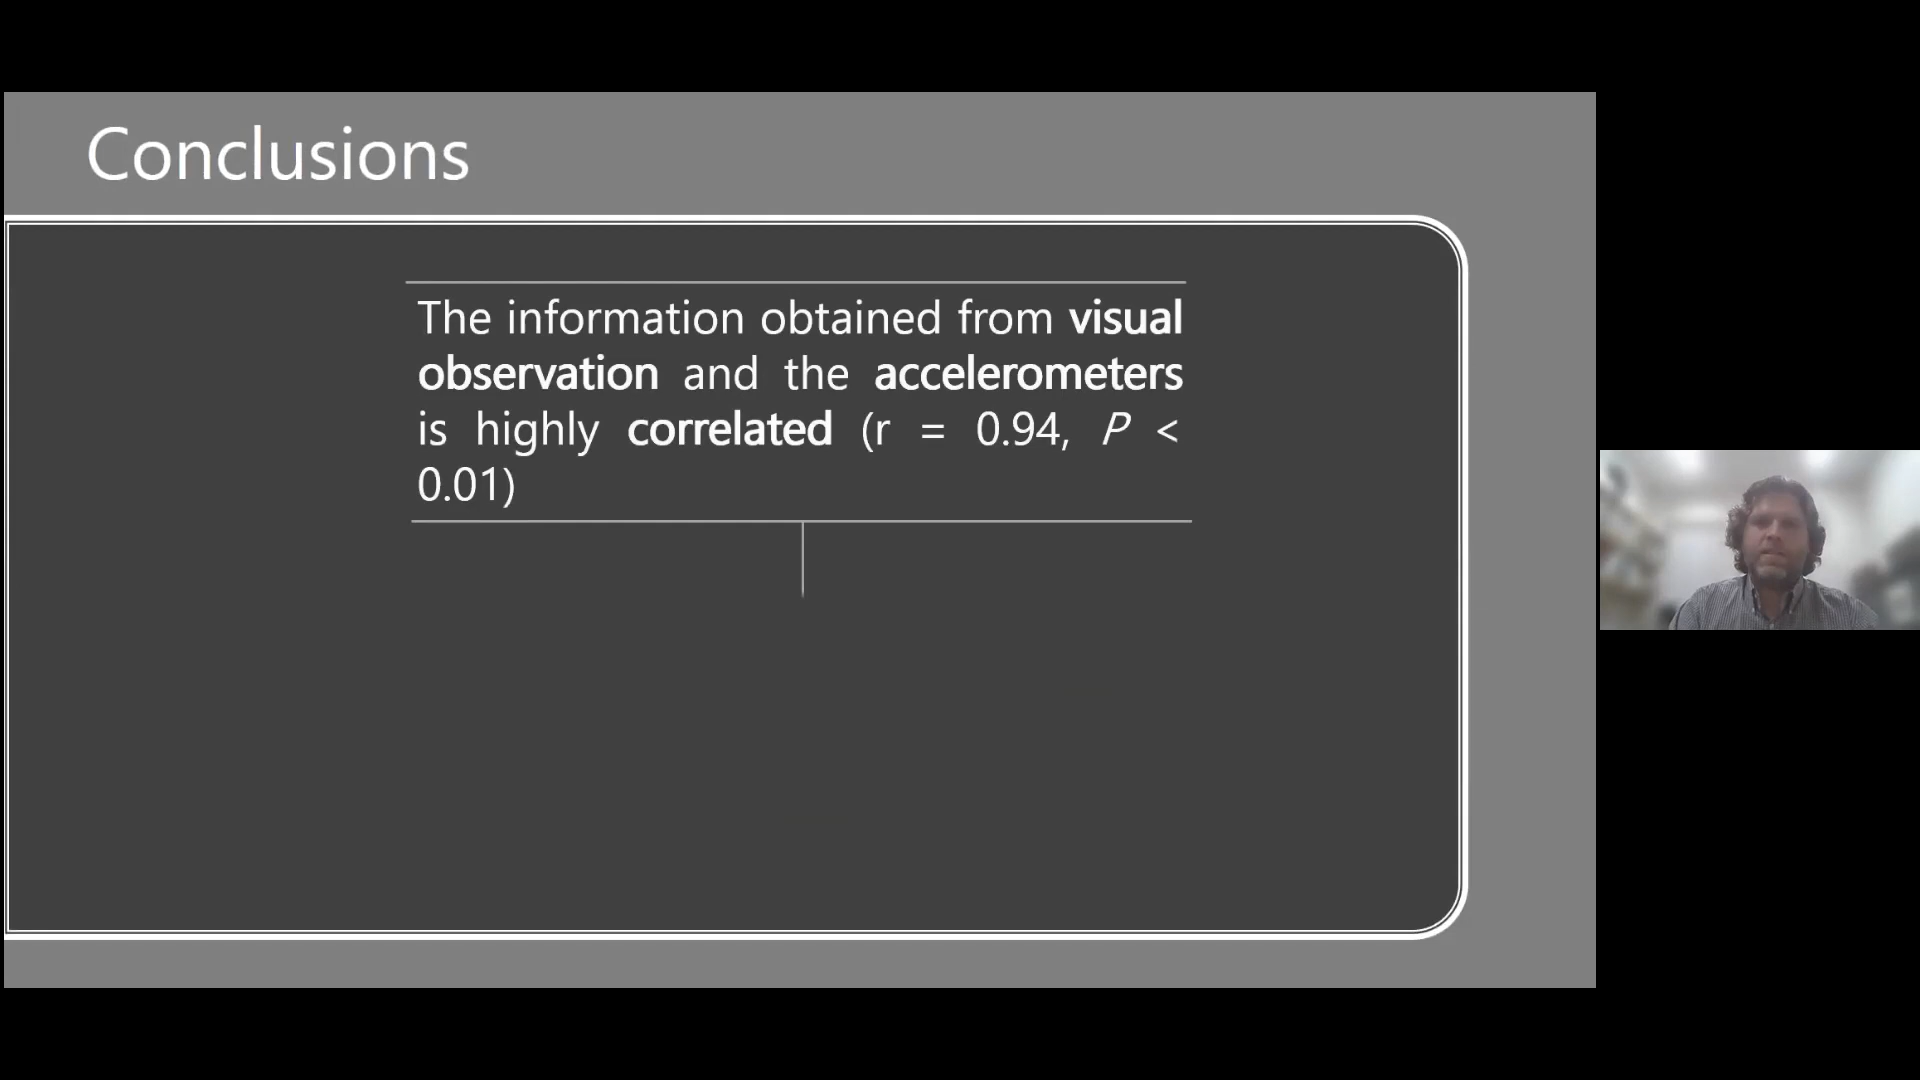 Conclusions
The information obtained from visual
observation and the accelerometers
is highly correlated (r = 0.94, P <
0.01)